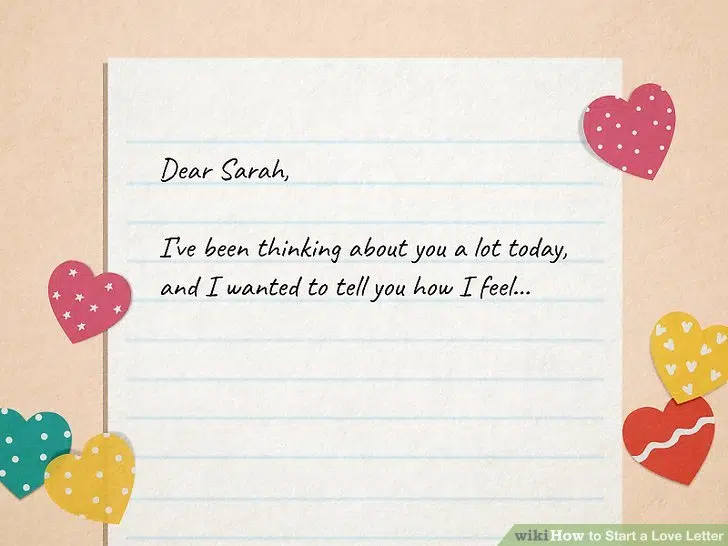 Dear Sarah,
I've been thinking about you a lot today,
and I wanted to tell you how I feel...
wikiHow to Start a Love Letter